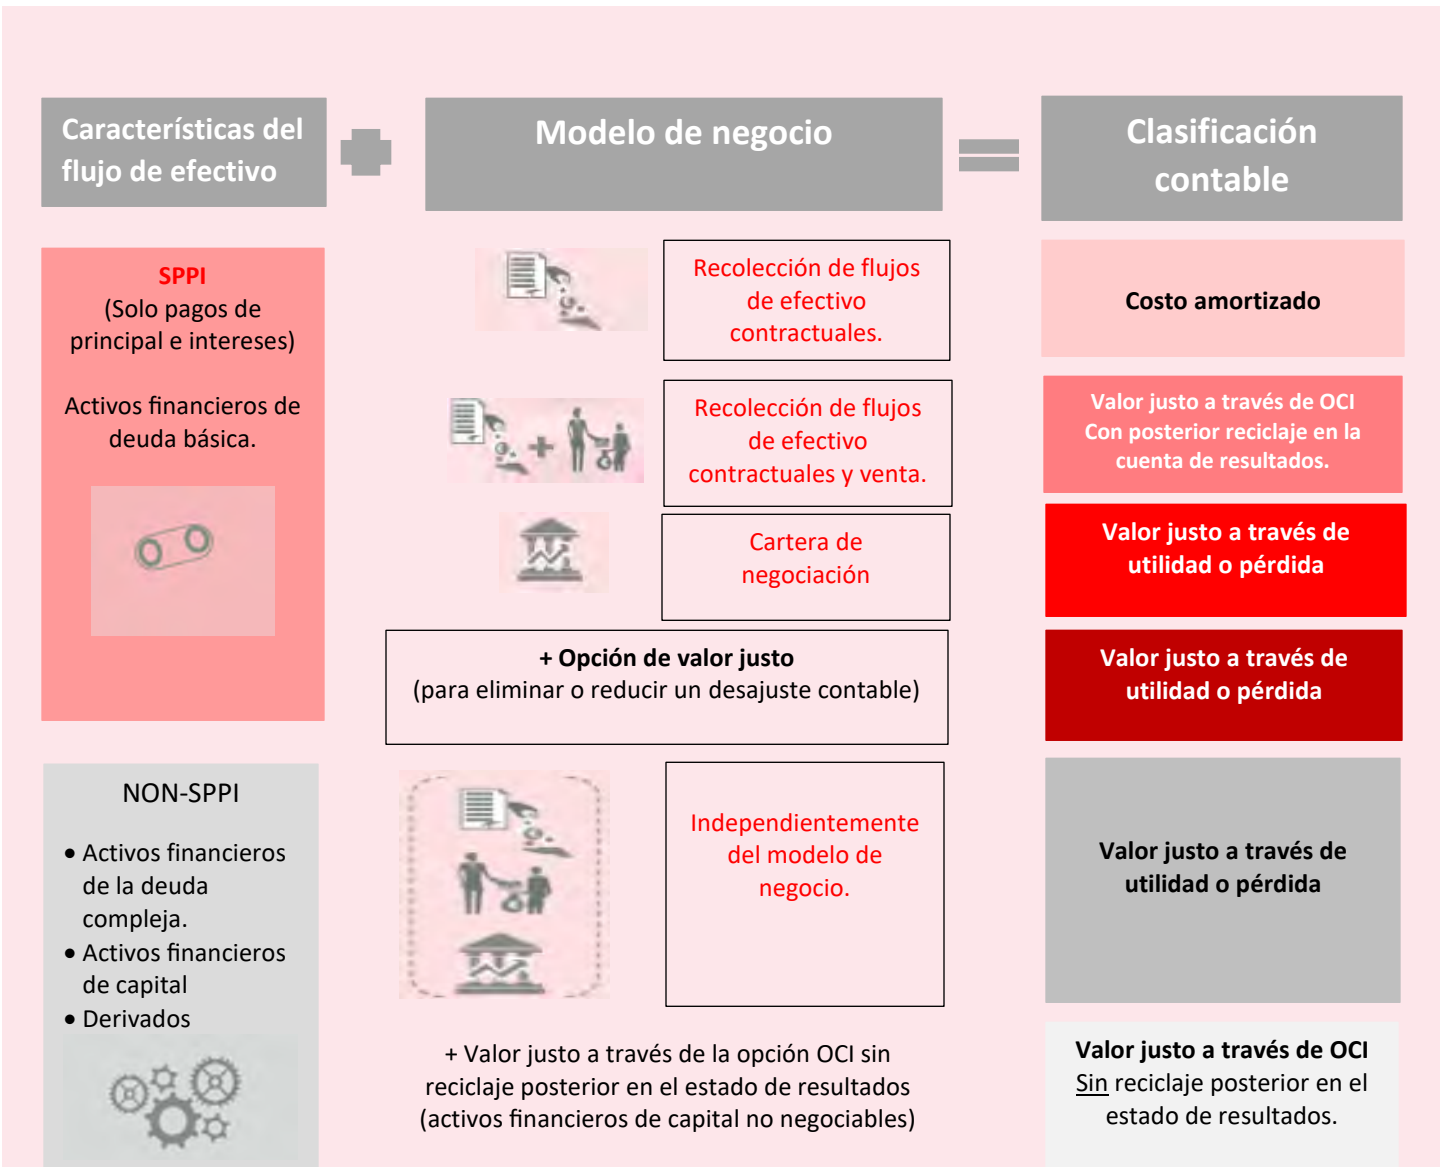 Características del
flujo de efectivo
Modelo de negocio
Clasificación
contable
SPPI
(Solo pagos de
principal e intereses)
Activos financieros de
deuda básica.
Recolección de flujos
de efectivo
contractuales.
Costo amortizado
Recolección de flujos
de efectivo
contractuales y venta.
Valor justo a través de OCI
Con posterior reciclaje en la
cuenta de resultados.
Cartera de
negociación
Valor justo a través de
utilidad o pérdida
+ Opción de valor justo
(para eliminar o reducir un desajuste contable)
Valor justo a través de
utilidad o pérdida
NON-SPPI
• Activos financieros
de la deuda
compleja.
• Activos financieros
de capital
• Derivados
Independientemente
del modelo de
negocio.
Valor justo a través de
utilidad o pérdida
+ Valor justo a través de la opción OCI sin
reciclaje posterior en el estado de resultados
(activos financieros de capital no negociables)
Valor justo a través de OCI
Sin reciclaje posterior en el
estado de resultados.